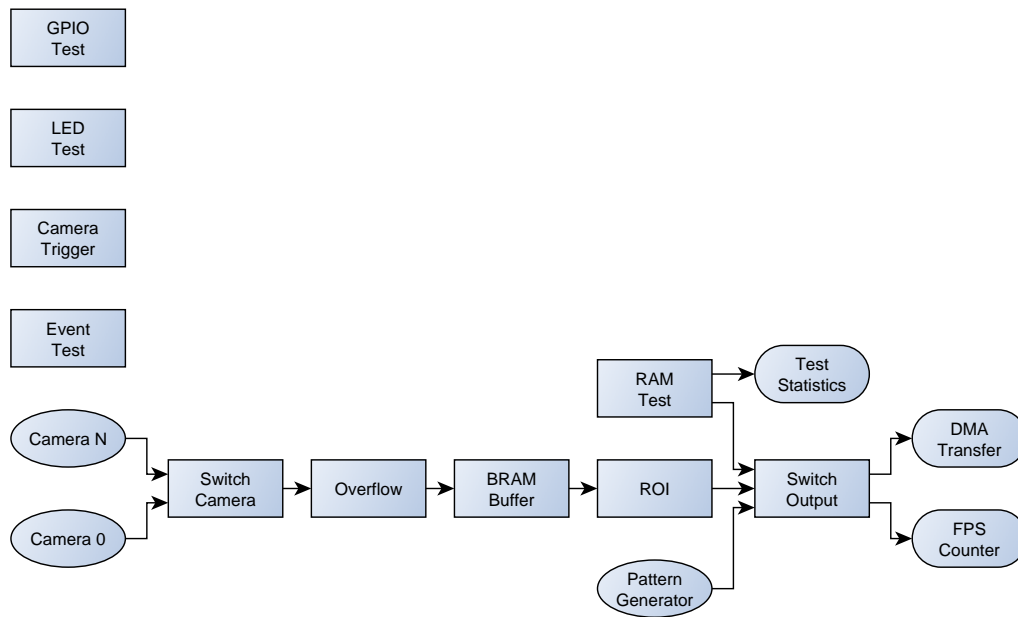 GPIO
Test
LED
Test
Camera
Trigger
Event
Test
RAM
Test
Test
Statistics
Camera N
DMA
Transfer
Switch
Camera
Overflow
BRAM
Buffer
ROI
Switch
Output
Camera 0
FPS
Counter
Pattern
Generator